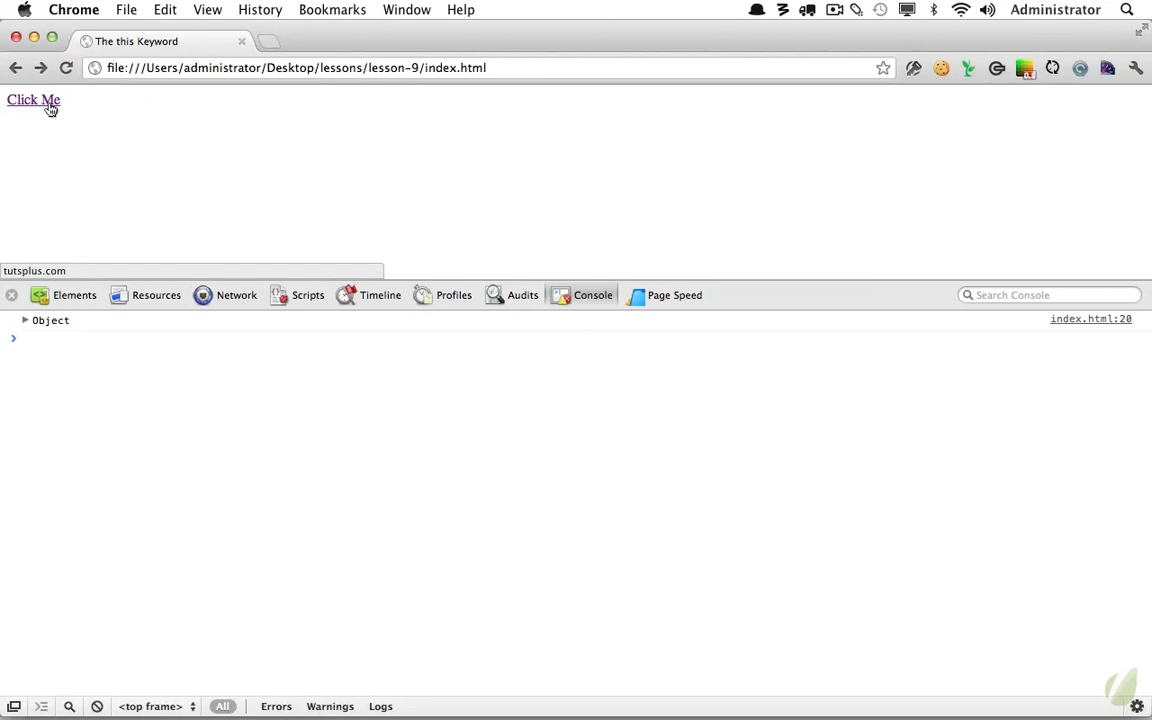 Chrome File Edit View History Bookmarks Window Help Administrator
The this Keyword
file:///Users/administrator/Desktop/lessons/lesson-9/index.html
Click Me
tutsplus.com
Elements Resources Network Scripts Timeline Profiles Audits Console Page Speed Search Console
Object index.html:20
<top frame> All Errors Warnings Logs